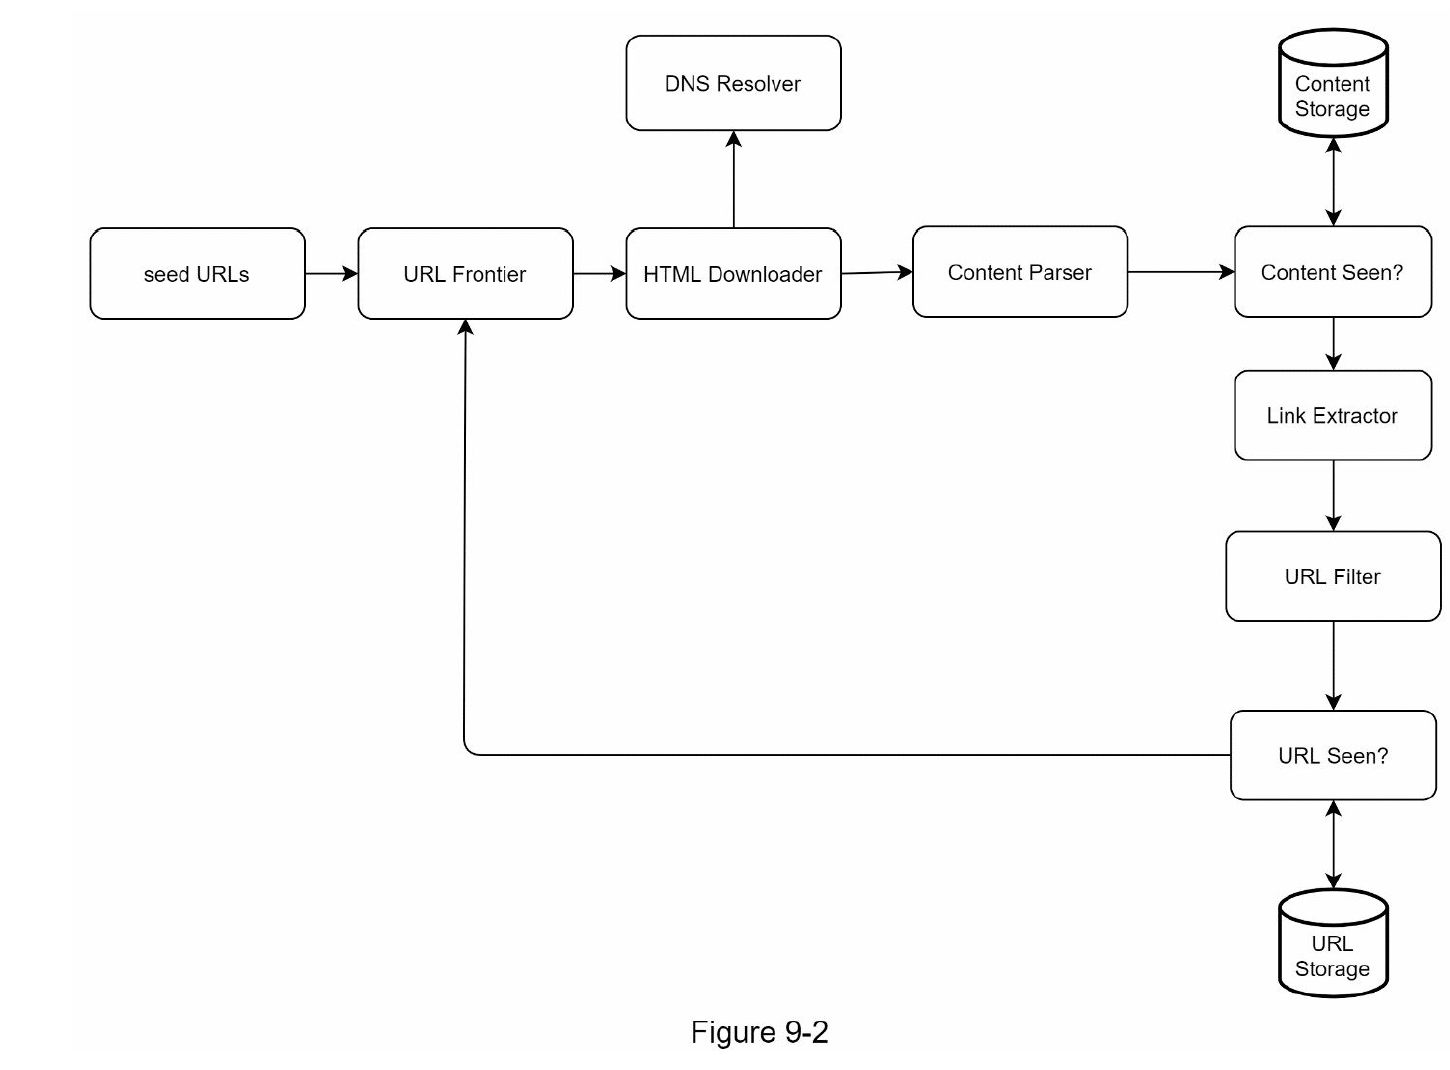 DNS Resolver
Content
Storage
seed URLs
URL Frontier
HTML Downloader
Content Parser
Content Seen?
Link Extractor
URL Filter
URL Seen?
URL
Storage
Figure 9-2